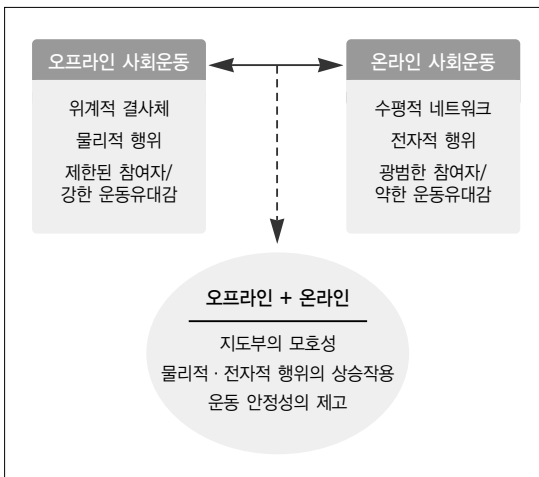 오프라인 사회운동
위계적 결사체
물리적 행위
제한된 참여자/
강한 운동유대감
온라인 사회운동
수평적 네트워크
전자적 행위
광범한 참여자/
약한 운동유대감
오프라인 + 온라인
지도부의 모호성
물리적 · 전자적 행위의 상승작용
운동 안정성의 제고